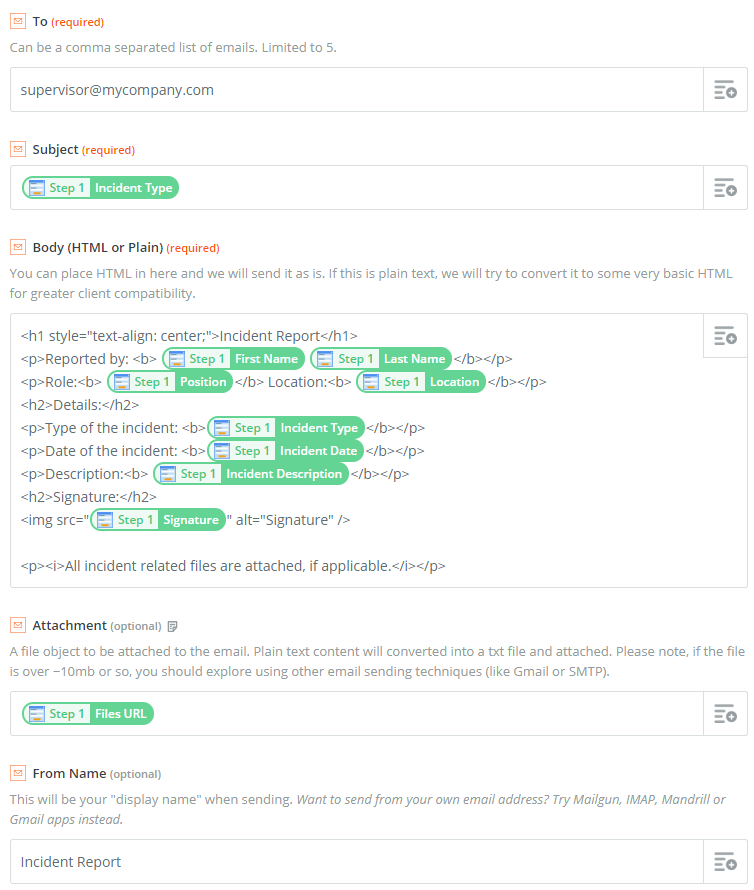 To (required)
Can be a comma separated list of emails. Limited to 5.
supervisor@mycompany.com
Subject (required)
Step 1 Incident Type
Body (HTML or Plain) (required)
You can place HTML in here and we will send it as is. If this is plain text, we will try to convert it to some very basic HTML
for greater client compatibility.
<h1 style="text-align: center;">Incident Report</h1>
<p>Reported by: <b> Step 1 First Name Step 1 Last Name </b></p>
<p>Role:<b> Step 1 Position </b> Location:<b> Step 1 Location </b></p>
<h2>Details:</h2>
<p>Type of the incident: <b> Step 1 Incident Type </b></p>
<p>Date of the incident: <b> Step 1 Incident Date </b></p>
<p>Description:<b> Step 1 Incident Description </b></p>
<h2>Signature:</h2>
<img src=" Step 1 Signature " alt="Signature" />
<p><i>All incident related files are attached, if applicable.</i></p>
Attachment (optional)
A file object to be attached to the email. Plain text content will converted into a txt file and attached. Please note, if the file
is over ~10mb or so, you should explore using other email sending techniques (like Gmail or SMTP).
Step 1 Files URL
From Name (optional)
This will be your "display name" when sending. Want to send from your own email address? Try Mailgun, IMAP, Mandrill or
Gmail apps instead.
Incident Report